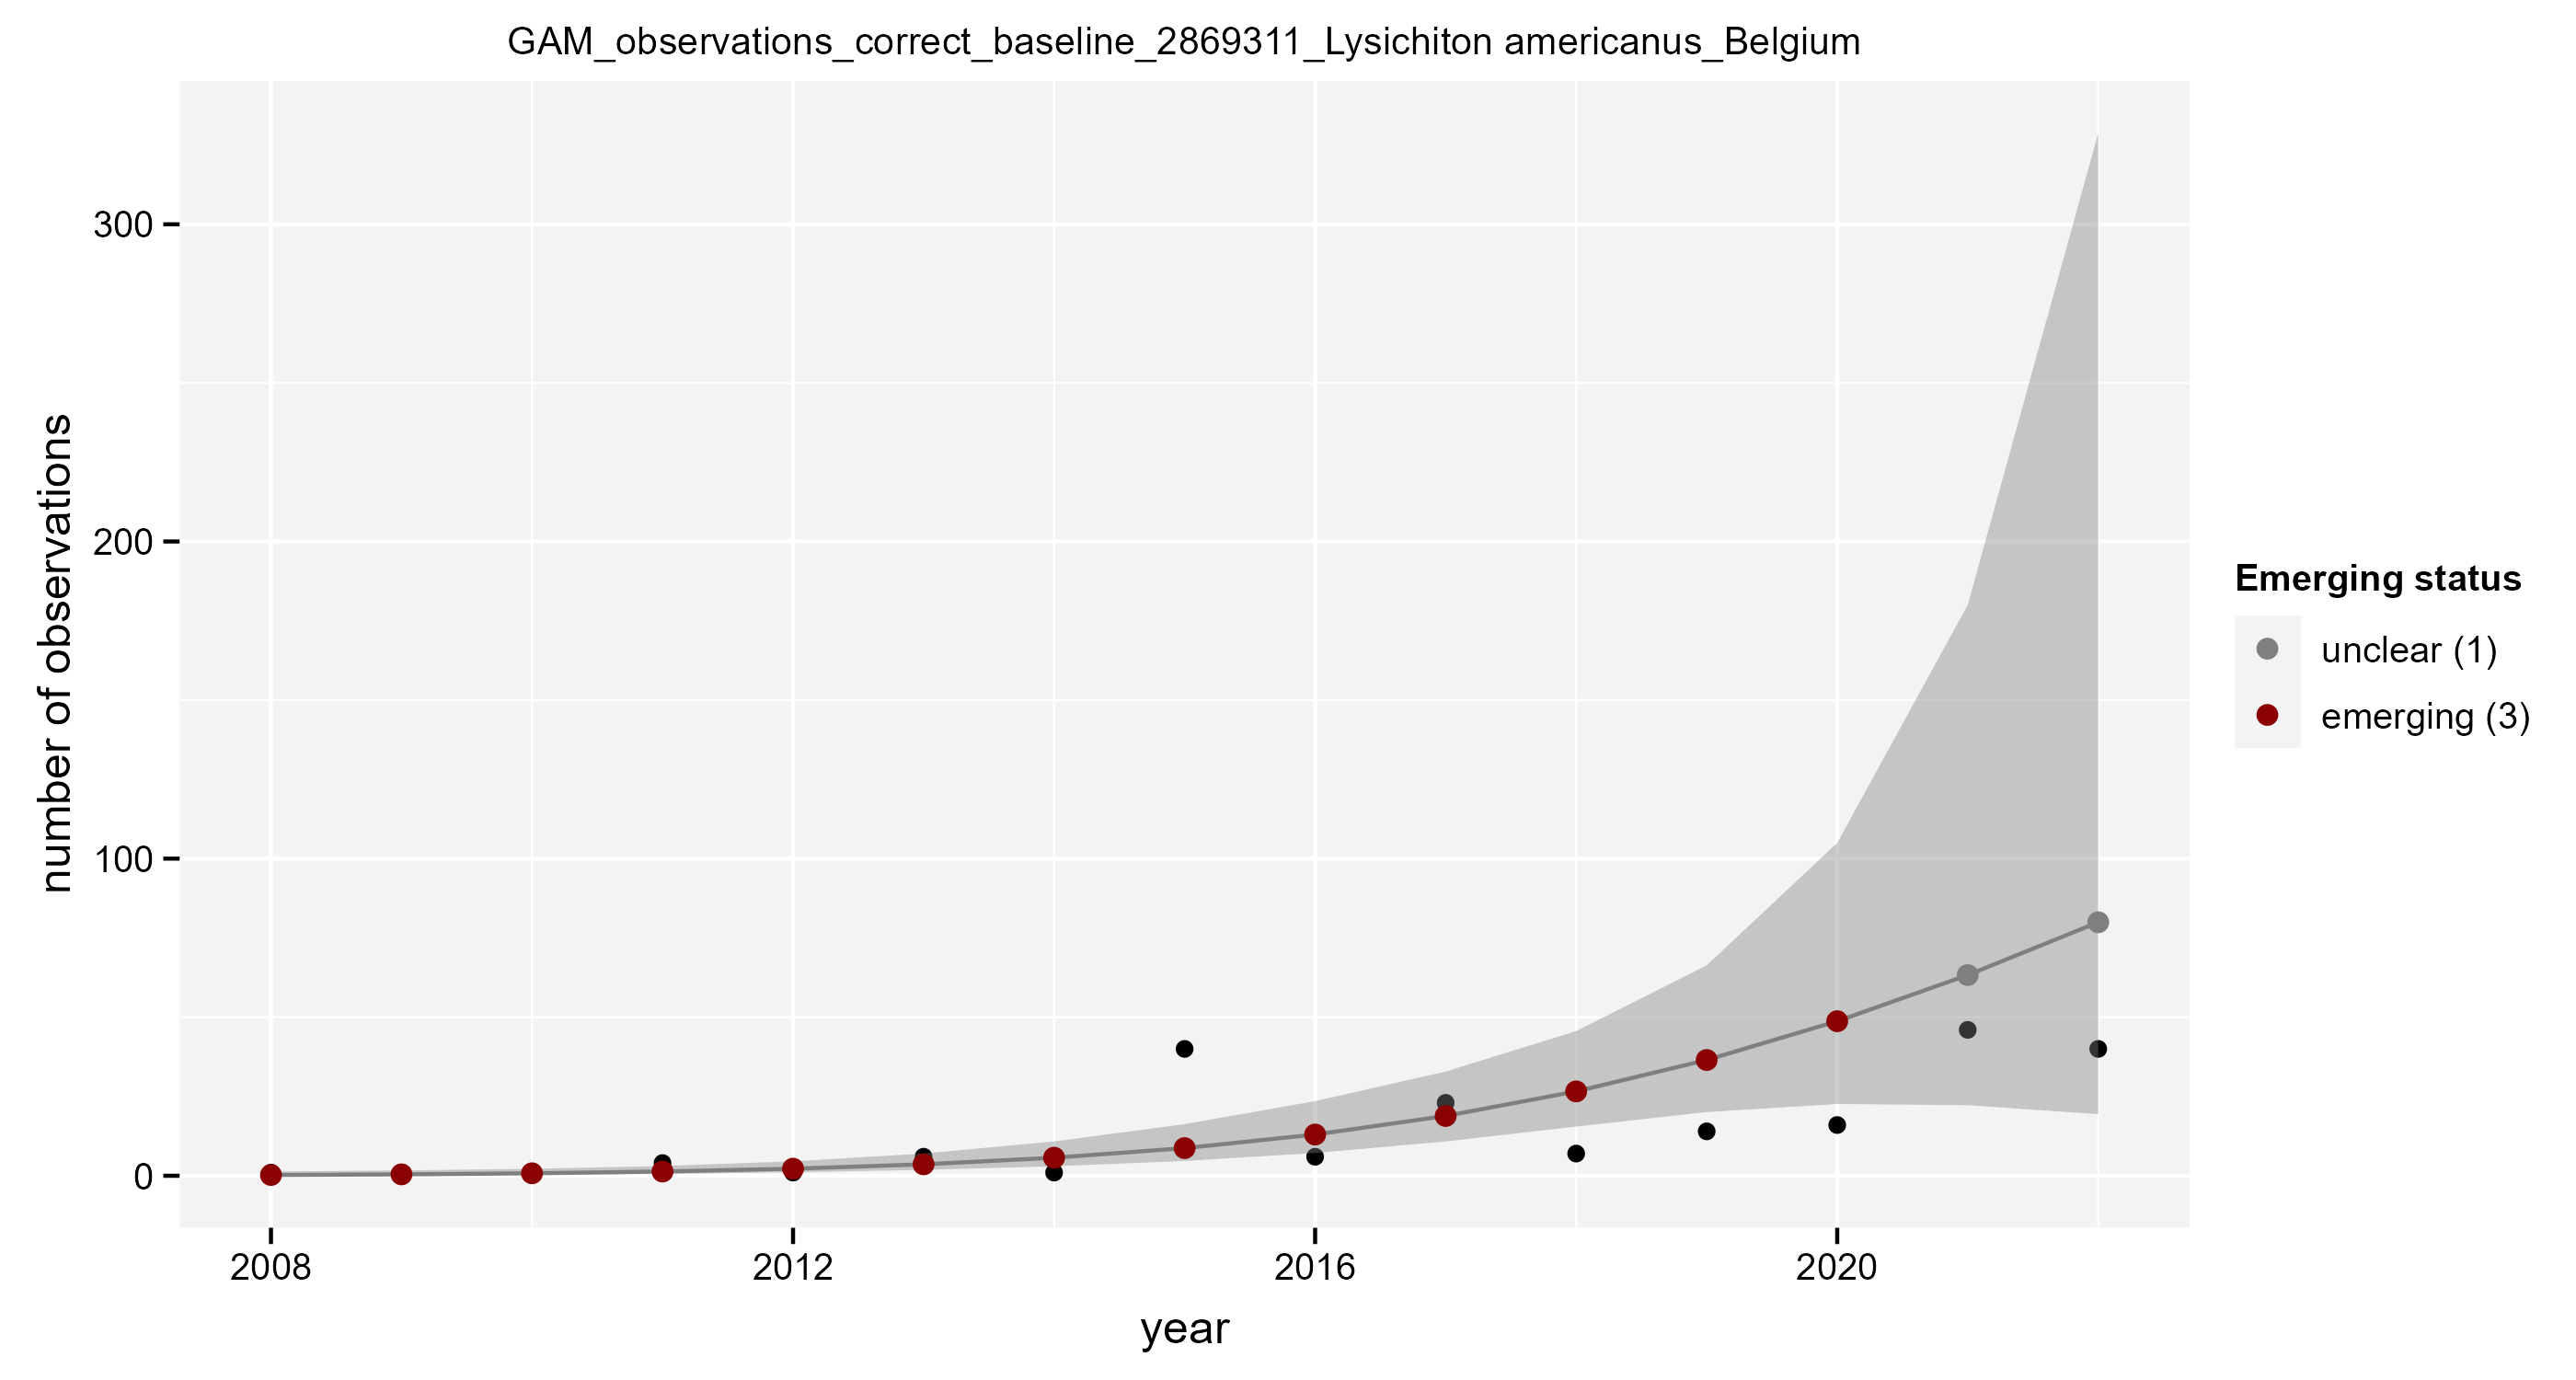 GAM_observations_correct_baseline_2869311_Lysichiton americanus_Belgium
number of observations
300
200
100
0
2008
2012
2016
2020
year
Emerging status
unclear (1)
emerging (3)